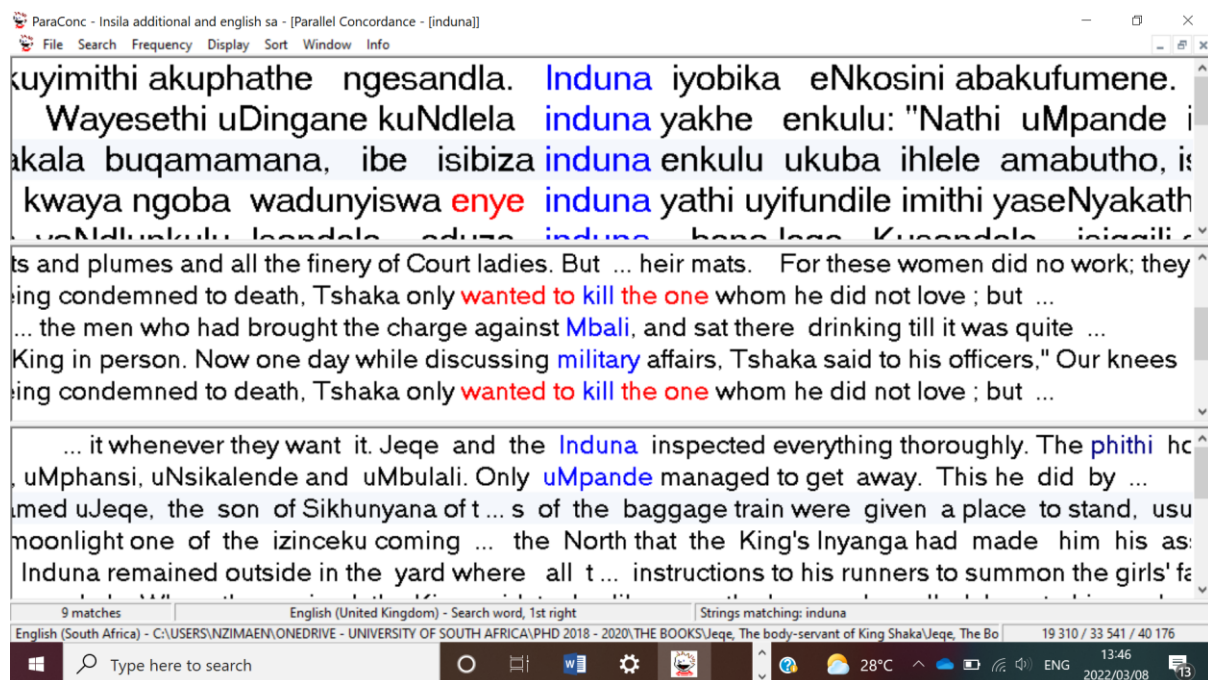 ParaConc - Insila additional and english sa - [Parallel Concordance - [induna]]
File Search Frequency Display Sort Window Info
kuyimithi akuphathe ngesandla. Induna iyobika eNkosini abakufumene.
Wayesethi uDingane kuNdlela induna yakhe enkulu: "Nathi uMpande i
akala buqamamana, ibe isibiza induna enkulu ukuba ihlele amabutho, is
kwaya ngoba wadunyiswa enye induna yathi uyifundile imithi yaseNyakath
ts and plumes and all the finery of Court ladies. But ... heir mats. For these women did no work; they
ing condemned to death, Tshaka only wanted to kill the one whom he did not love ; but ...
... the men who had brought the charge against Mbali, and sat there drinking till it was quite ...
King in person. Now one day while discussing military affairs, Tshaka said to his officers," Our knees
ing condemned to death, Tshaka only wanted to kill the one whom he did not love ; but ...
... it whenever they want it. Jeqe and the Induna inspected everything thoroughly. The phithi ho
, uMphansi, uNsikalende and uMbulali. Only uMpande managed to get away. This he did by ...
amed uJeqe, the son of Sikhunyana of t ... s of the baggage train were given a place to stand, usu
moonlight one of the izinceku coming ... the North that the King's Inyanga had made him his as
Induna remained outside in the yard where all t ... instructions to his runners to summon the girls' fa
9 matches English (United Kingdom) - Search word, 1st right Strings matching: induna
English (South Africa) - C:\USERS\NZIMAEN\ONEDRIVE - UNIVERSITY OF SOUTH AFRICA\PHD 2018 - 2020\THE BOOKS\Jeqe, The body-servant of King Shaka\Jeqe, The Bo 19 310 / 33 541 / 40 176
Type here to search 28°C ENG 13:46
2022/03/08 13